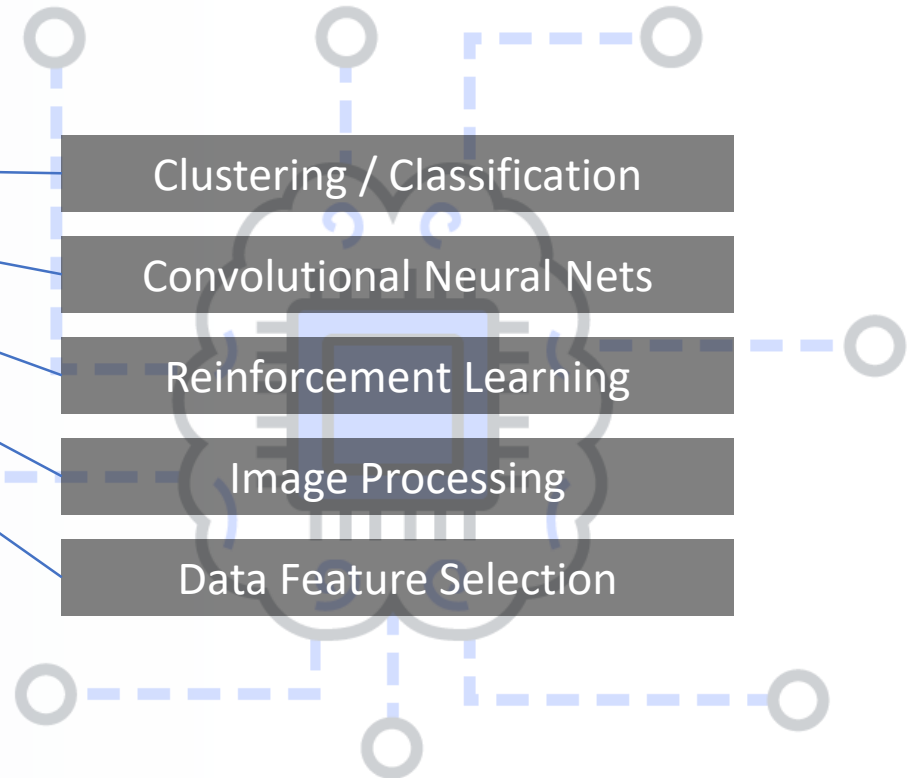 Clustering / Classification
Convolutional Neural Nets
Reinforcement Learning
Image Processing
Data Feature Selection